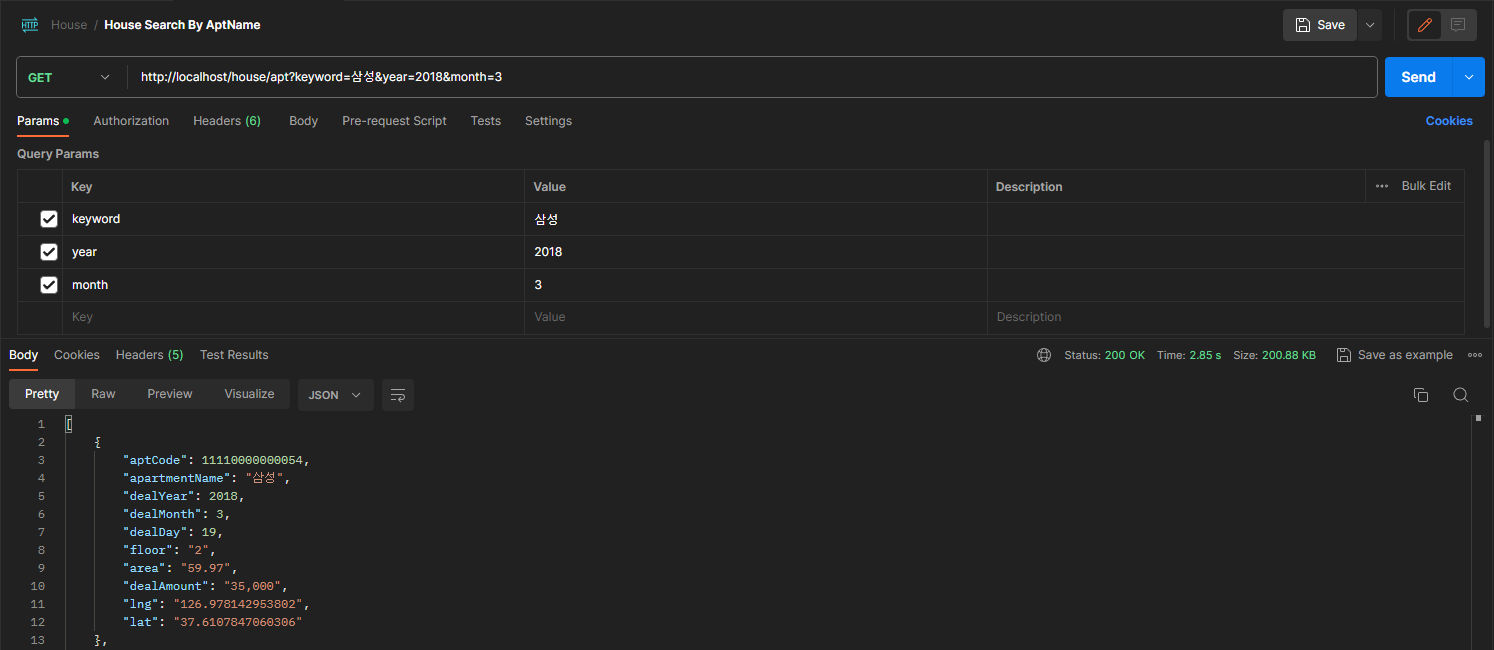 HTTP House / House Search By AptName Save
GET http://localhost/house/apt?keyword=삼성&year=2018&month=3 Send
Params Authorization Headers (6) Body Pre-request Script Tests Settings Cookies
Query Params
Key Value Description ••• Bulk Edit
keyword 삼성
year 2018
month 3
Key Value Description
Body Cookies Headers (5) Test Results Status: 200 OK Time: 2.85 s Size: 200.88 KB Save as example
Pretty Raw Preview Visualize JSON
1 [
2 {
3 "aptCode": 11110000000054,
4 "apartmentName": "삼성",
5 "dealYear": 2018,
6 "dealMonth": 3,
7 "dealDay": 19,
8 "floor": "2",
9 "area": "59.97",
10 "dealAmount": "35,000",
11 "lng": "126.978142953802",
12 "lat": "37.6107847060306"
13 },